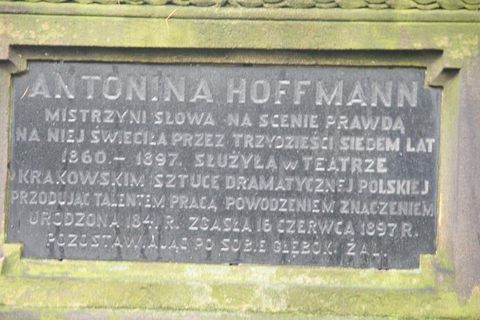 ANTONINA HOFFMANN
MISTRZYNI SŁOWA NA SCENIE PRAWDĄ
NA NIEJ ŚWIECIŁA PRZEZ TRZYDZIEŚCI SIEDEM LAT
1860.– 1897. SŁUŻYŁA W TEATRZE
KRAKOWSKIM SZTUCE DRAMATYCZNEJ POLSKIEJ
PRZODUJĄC TALENTEM PRACĄ POWODZENIEM ZNACZENIEM
URODZONA 184 R. ZGASŁA 16 CZERWCA 1897 R.
POZOSTAWIAJĄC PO SOBIE GŁĘBOKI ŻAL